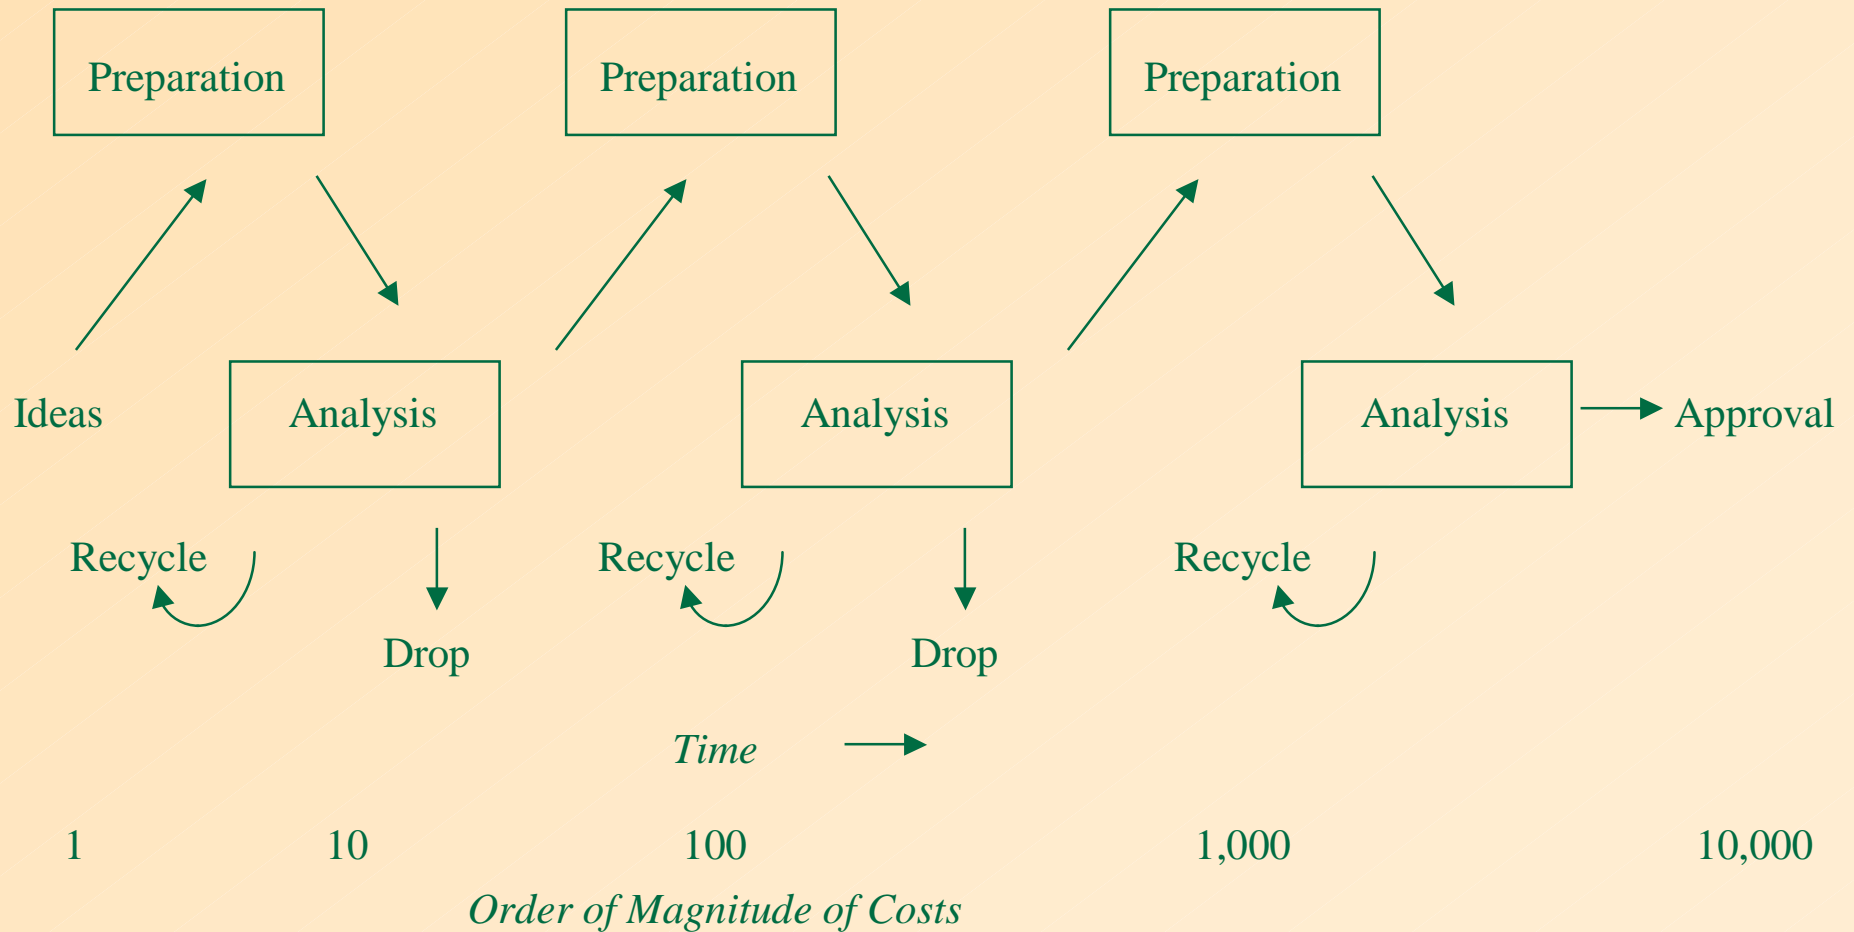 Preparation Preparation Preparation
Ideas Analysis Analysis Analysis Approval
Recycle Recycle Recycle
Drop Drop
Time
1 10 100 1,000 10,000
Order of Magnitude of Costs